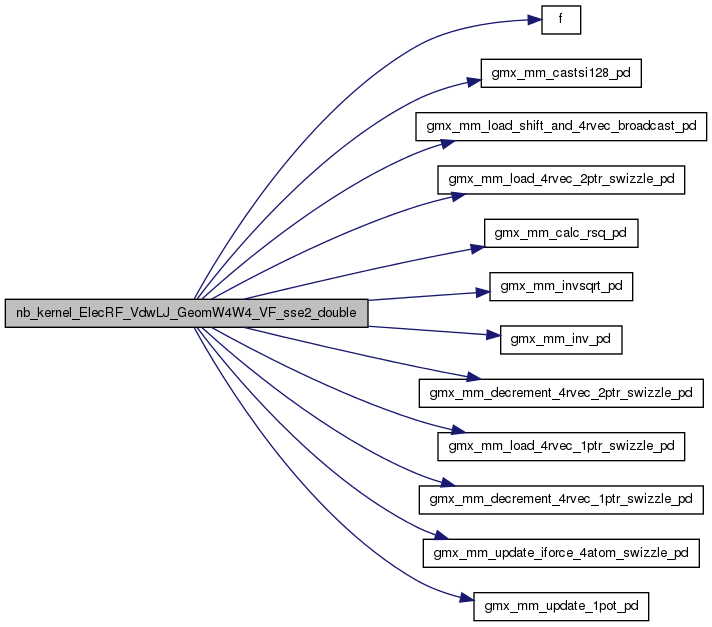 f
gmx_mm_castsi128_pd
gmx_mm_load_shift_and_4rvec_broadcast_pd
gmx_mm_load_4rvec_2ptr_swizzle_pd
gmx_mm_calc_rsq_pd
gmx_mm_invsqrt_pd
nb_kernel_ElecRF_VdwLJ_GeomW4W4_VF_sse2_double
gmx_mm_inv_pd
gmx_mm_decrement_4rvec_2ptr_swizzle_pd
gmx_mm_load_4rvec_1ptr_swizzle_pd
gmx_mm_decrement_4rvec_1ptr_swizzle_pd
gmx_mm_update_iforce_4atom_swizzle_pd
gmx_mm_update_1pot_pd